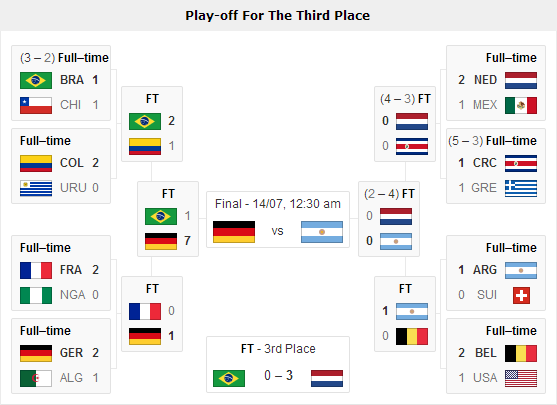 Play-off For The Third Place
(3 – 2) Full–time
BRA 1
CHI 1
Full–time
COL 2
URU 0
FT
2
1
FT
1
7
Full–time
FRA 2
NGA 0
Full–time
GER 2
ALG 1
FT
0
1
Final - 14/07, 12:30 am
vs
FT - 3rd Place
0 – 3
(2 – 4) FT
0
0
(4 – 3) FT
0
0
Full–time
2 NED
1 MEX
(5 – 3) Full–time
1 CRC
1 GRE
FT
1
0
Full–time
1 ARG
0 SUI
Full–time
2 BEL
1 USA